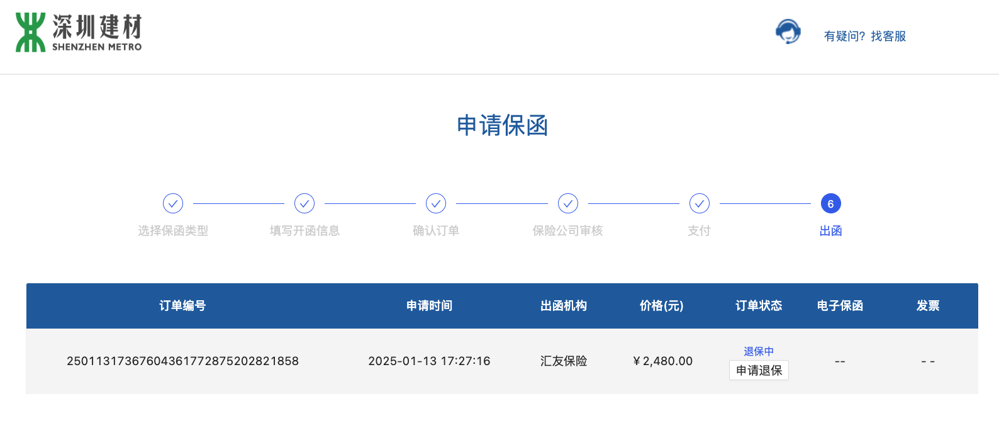 深圳建材
SHENZHEN METRO
有疑问？找客服
申请保函
6
选择保函类型 填写开函信息 确认订单 保险公司审核 支付 出函
订单编号 申请时间 出函机构 价格(元) 订单状态 电子保函 发票
退保中
25011317367604361772875202821858 2025-01-13 17:27:16 汇友保险 ￥2,480.00 -- - -
申请退保